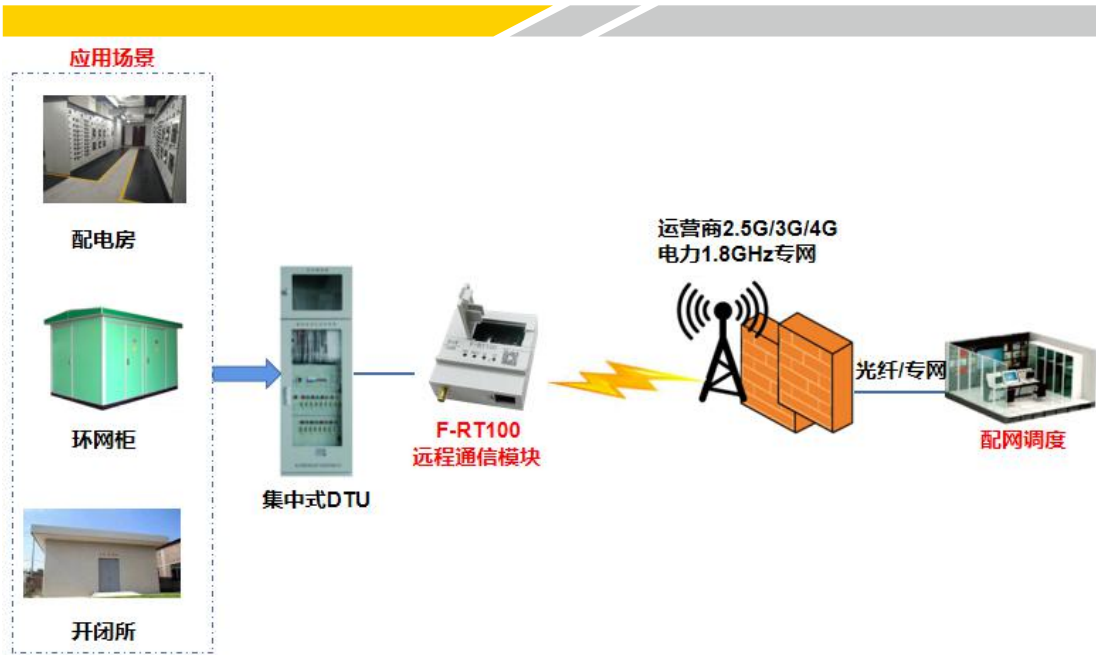 应用场景
配电房
环网柜
开闭所
集中式DTU
F-RT100
远程通信模块
运营商2.5G/3G/4G
电力1.8GHz专网
光纤/专网
配网调度